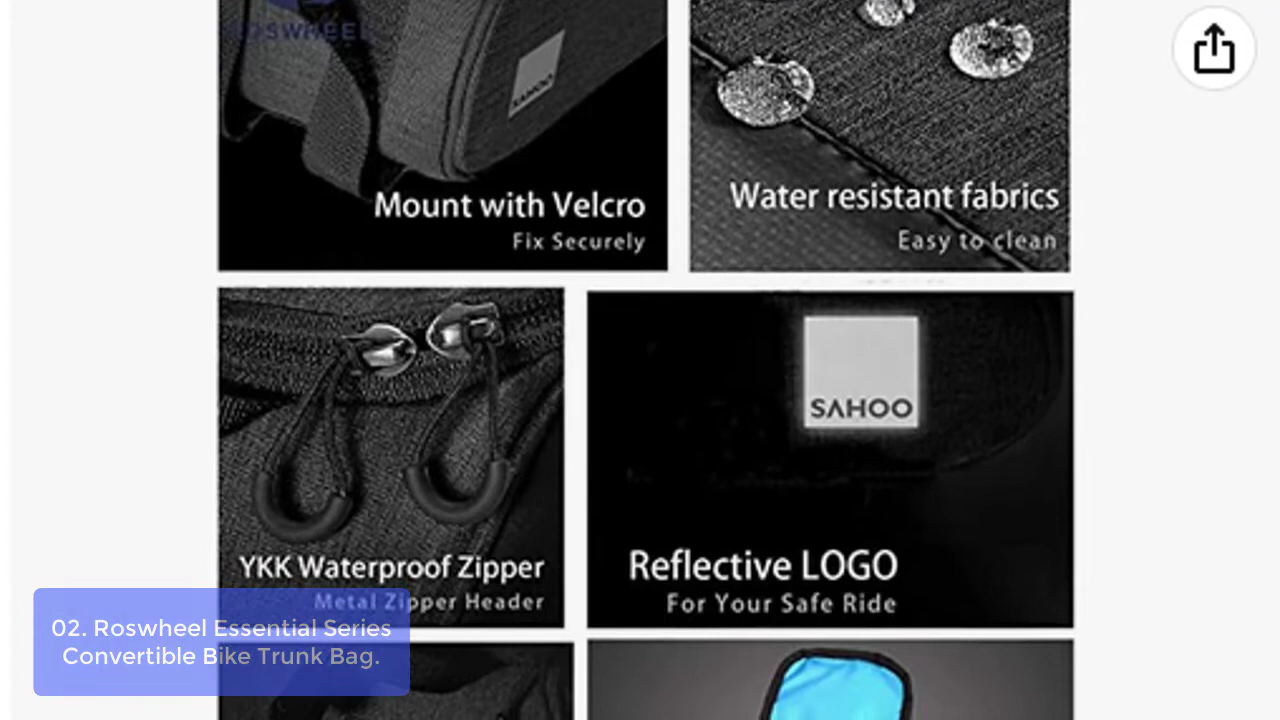 ROSWHEEL
SAHOO
Mount with Velcro
Fix Securely
Water resistant fabrics
Easy to clean
SAHOO
YKK Waterproof Zipper
Metal Zipper Header
Reflective LOGO
For Your Safe Ride
02. Roswheel Essential Series
Convertible Bike Trunk Bag.